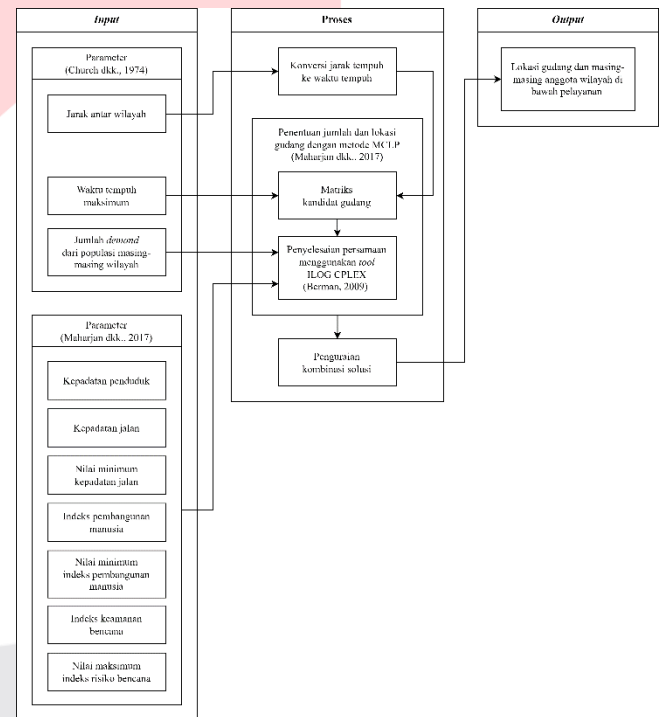 Input
Parameter
(Church dkk., 1974)
Jarak antar wilayah
Waktu tempuh
maksimum
Jumlah demand
dari populasi masing-
masing wilayah
Parameter
(Maharjan dkk.. 2017)
Kepadatan penduduk
Kepadatan jalan
Nilai minimum
kepadatan jalan
Indeks pembangunan
manusia
Nilai minimum
indeks pembangunan
manusia
Indeks keamanan
bencana
Nilai maksimum
indeks risiko bencana
Proses
Konversi jarak tempuh
ke waktu tempuh
Penentuan jumlah dan lokasi
gudang dengan metode MCLP
(Maharjan dkk.. 2017)
Matriks
kandidat gudang
Penyelesaian persamaan
menggunakan tool
ILOG CPLEX
(Berman, 2009)
Penguraian
kombinasi solusi
Output
Lokasi gudang dan masing-
masing anggota wilayah di
bawah pelayanan